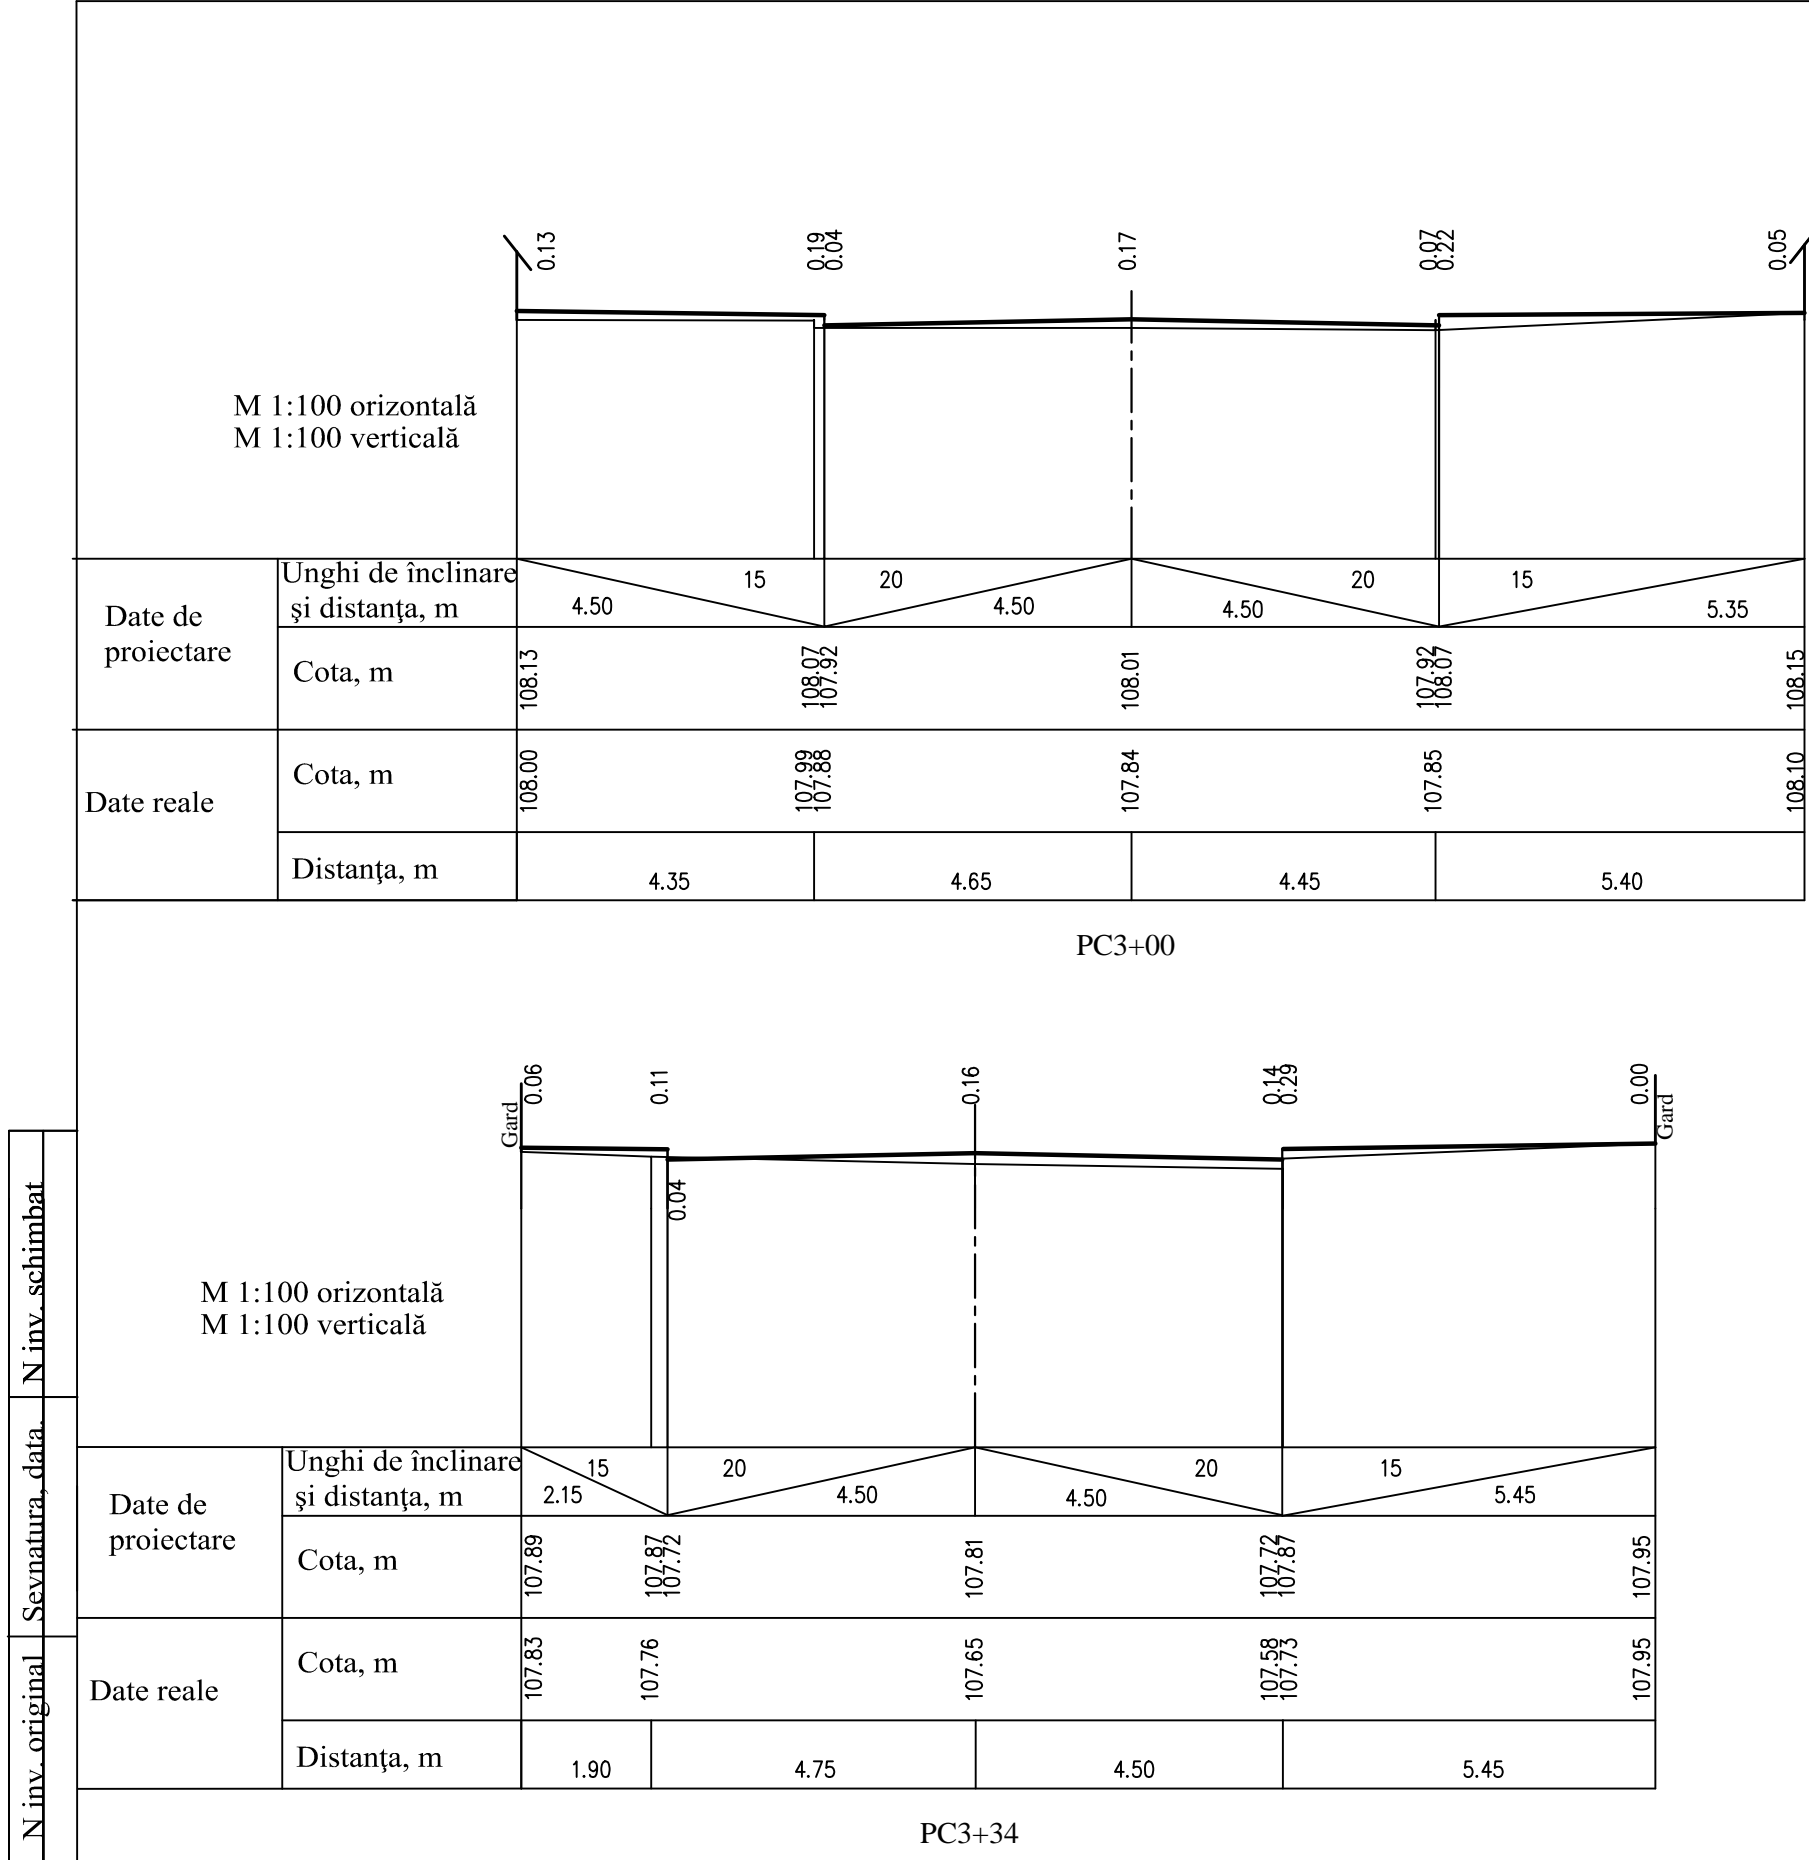 0.13
0.19
0.04
0.17
0.07
0.22
0.05
M 1:100 orizontală
M 1:100 verticală
Date de
proiectare
Unghi de înclinare
şi distanţa, m
15
4.50
20
4.50
20
4.50
15
5.35
Cota, m
108.13
108.07
107.92
108.01
107.92
108.07
108.15
Date reale
Cota, m
108.00
107.99
107.88
107.84
107.85
108.10
Distanţa, m
4.35
4.65
4.45
5.40
PC3+00
Gard
0.06
0.11
0.04
0.16
0.14
0.29
0.00
Gard
M 1:100 orizontală
M 1:100 verticală
Date de
proiectare
Unghi de înclinare
şi distanţa, m
15
2.15
20
4.50
20
4.50
15
5.45
Cota, m
107.89
107.87
107.72
107.81
107.72
107.87
107.95
Date reale
Cota, m
107.83
107.76
107.65
107.58
107.73
107.95
Distanţa, m
1.90
4.75
4.50
5.45
PC3+34
N inv. schimbat
Sevnatura, data.
N inv. original